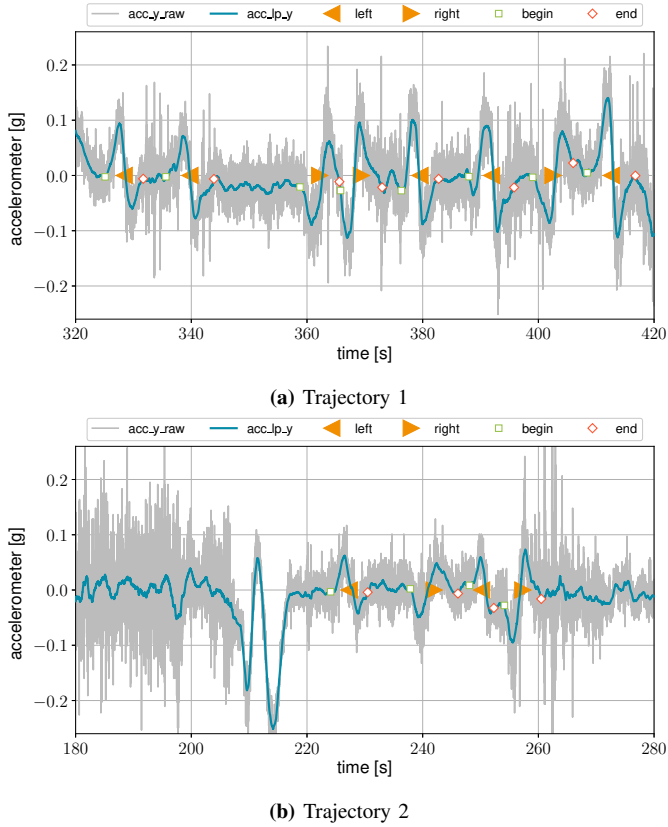 acc_y_raw acc_lp_y left right begin end
0.2
0.1
0.0
−0.1
−0.2
accelerometer [g]
320 340 360 380 400 420
time [s]
(a) Trajectory 1
acc_y_raw acc_lp_y left right begin end
0.2
0.1
0.0
−0.1
−0.2
accelerometer [g]
180 200 220 240 260 280
time [s]
(b) Trajectory 2